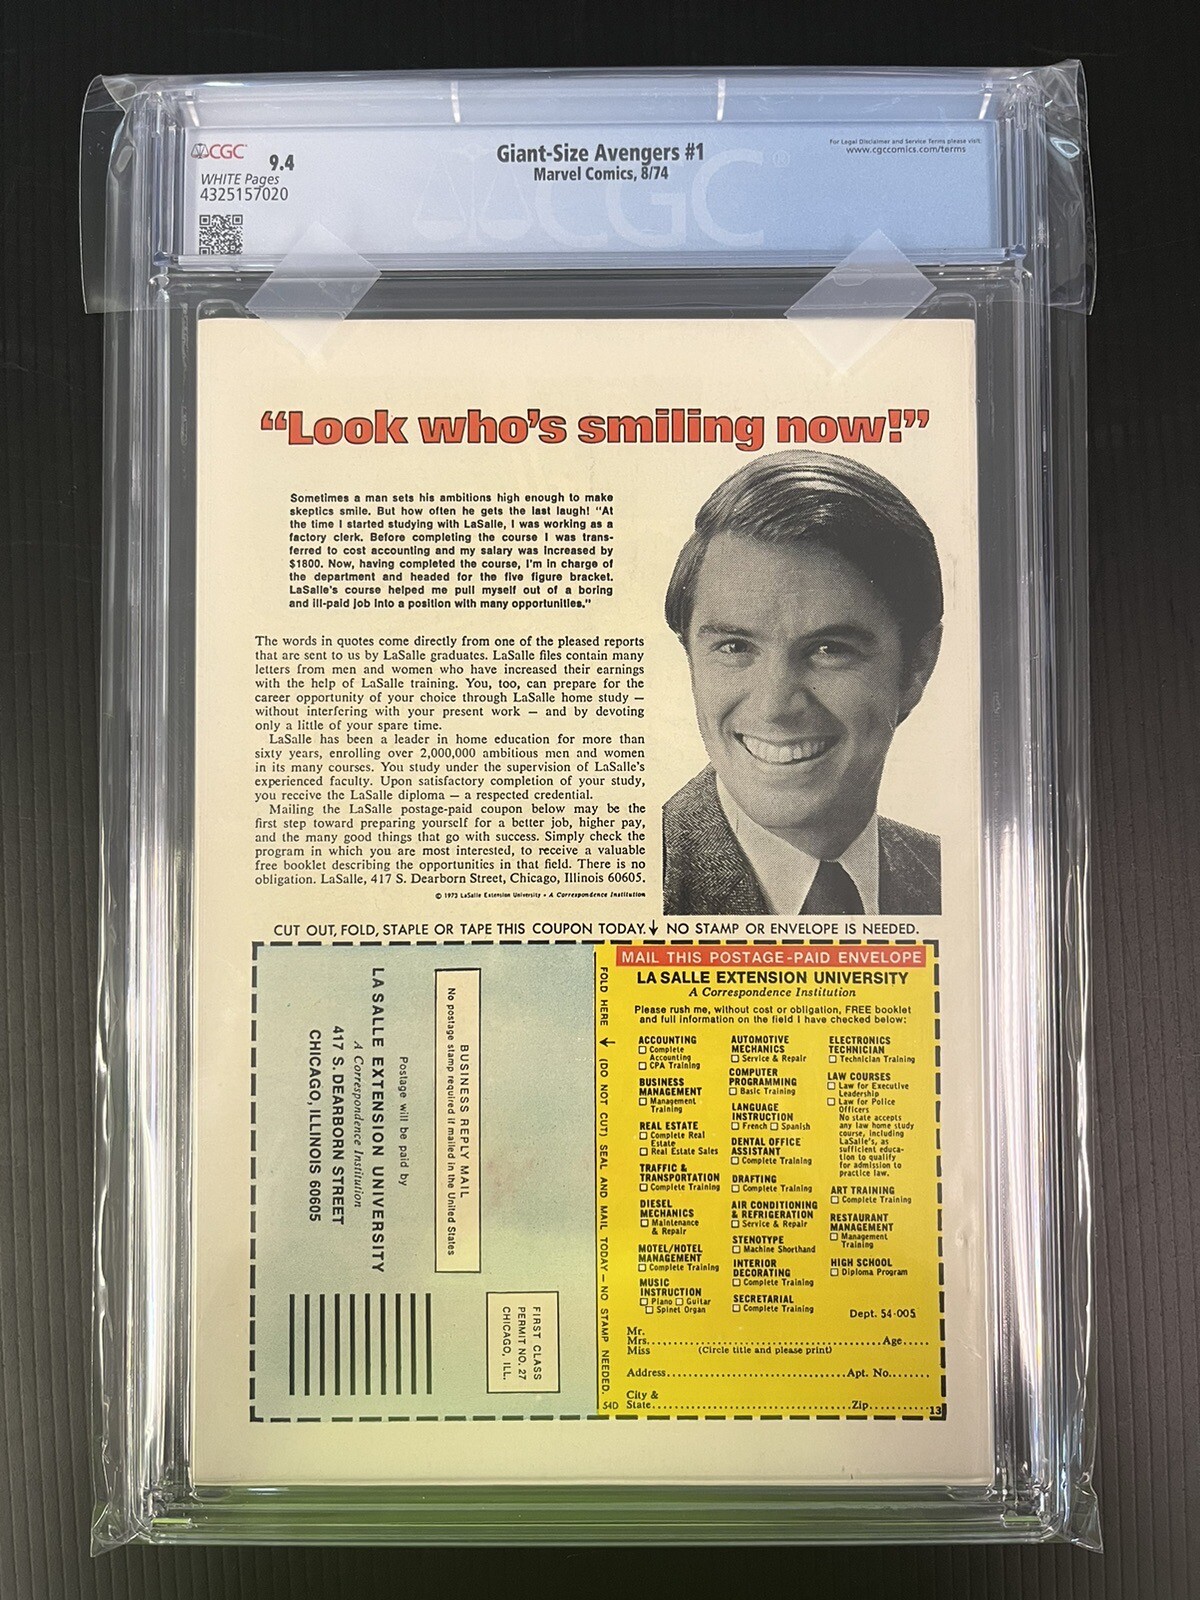 CGC
9.4
WHITE Pages
4325157020
Giant-Size Avengers #1
Marvel Comics, 8/74
For Legal Disclaimer and Service Terms please visit:
www.cgccomics.com/terms
CGC®
“Look who’s smiling now!”
Sometimes a man sets his ambitions high enough to make
skeptics smile. But how often he gets the last laugh! "At
the time I started studying with LaSalle, I was working as a
factory clerk. Before completing the course I was trans-
ferred to cost accounting and my salary was increased by
$1800. Now, having completed the course, I'm in charge of
the department and headed for the five figure bracket.
LaSalle's course helped me pull myself out of a boring
and ill-paid job into a position with many opportunities."
The words in quotes come directly from one of the pleased reports
that are sent to us by LaSalle graduates. LaSalle files contain many
letters from men and women who have increased their earnings
with the help of LaSalle training. You, too, can prepare for the
career opportunity of your choice through LaSalle home study —
without interfering with your present work — and by devoting
only a little of your spare time.
LaSalle has been a leader in home education for more than
sixty years, enrolling over 2,000,000 ambitious men and women
in its many courses. You study under the supervision of LaSalle's
experienced faculty. Upon satisfactory completion of your study,
you receive the LaSalle diploma — a respected credential.
Mailing the LaSalle postage-paid coupon below may be the
first step toward preparing yourself for a better job, higher pay,
and the many good things that go with success. Simply check the
program in which you are most interested, to receive a valuable
free booklet describing the opportunities in that field. There is no
obligation. LaSalle, 417 S. Dearborn Street, Chicago, Illinois 60605.
© 1973 LaSalle Extension University • A Correspondence Institution
CUT OUT, FOLD, STAPLE OR TAPE THIS COUPON TODAY. ↓ NO STAMP OR ENVELOPE IS NEEDED.
BUSINESS REPLY MAIL
No postage stamp required if mailed in the United States
Postage will be paid by
LA SALLE EXTENSION UNIVERSITY
A Correspondence Institution
417 S. DEARBORN STREET
CHICAGO, ILLINOIS 60605
FIRST CLASS
PERMIT NO. 27
CHICAGO, ILL.
FOLD HERE ↓ (DO NOT CUT) SEAL AND MAIL TODAY — NO STAMP NEEDED.
54D
MAIL THIS POSTAGE-PAID ENVELOPE
LA SALLE EXTENSION UNIVERSITY
A Correspondence Institution
Please rush me, without cost or obligation, FREE booklet
and full information on the field I have checked below:
ACCOUNTING
☐ Complete
Accounting
☐ CPA Training
BUSINESS
MANAGEMENT
☐ Management
Training
REAL ESTATE
☐ Complete Real
Estate
☐ Real Estate Sales
TRAFFIC &
TRANSPORTATION
☐ Complete Training
DIESEL
MECHANICS
☐ Maintenance
& Repair
MOTEL/HOTEL
MANAGEMENT
☐ Complete Training
MUSIC
INSTRUCTION
☐ Piano ☐ Guitar
☐ Spinet Organ
AUTOMOTIVE
MECHANICS
☐ Service & Repair
COMPUTER
PROGRAMMING
☐ Basic Training
LANGUAGE
INSTRUCTION
☐ French ☐ Spanish
DENTAL OFFICE
ASSISTANT
☐ Complete Training
DRAFTING
☐ Complete Training
AIR CONDITIONING
& REFRIGERATION
☐ Service & Repair
STENOTYPE
☐ Machine Shorthand
INTERIOR
DECORATING
☐ Complete Training
SECRETARIAL
☐ Complete Training
ELECTRONICS
TECHNICIAN
☐ Technician Training
LAW COURSES
☐ Law for Executive
Leadership
☐ Law for Police
Officers
No state accepts
any law home study
course, including
LaSalle's, as
sufficient educa-
tion to qualify
for admission to
practice law.
ART TRAINING
☐ Complete Training
RESTAURANT
MANAGEMENT
☐ Management
Training
HIGH SCHOOL
☐ Diploma Program
Dept. 54-005
Mr.
Mrs. Age
Miss (Circle title and please print)
Address Apt. No.
City &
State Zip
13